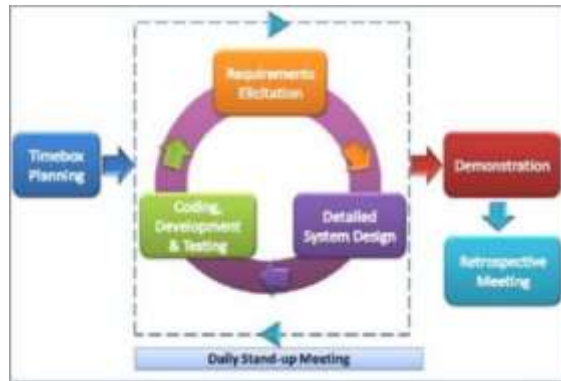 Requirements
Elicitation
Timebox
Planning
Demonstration
Coding,
Development
& Testing
Detailed
System Design
Retrospective
Meeting
Daily Stand-up Meeting